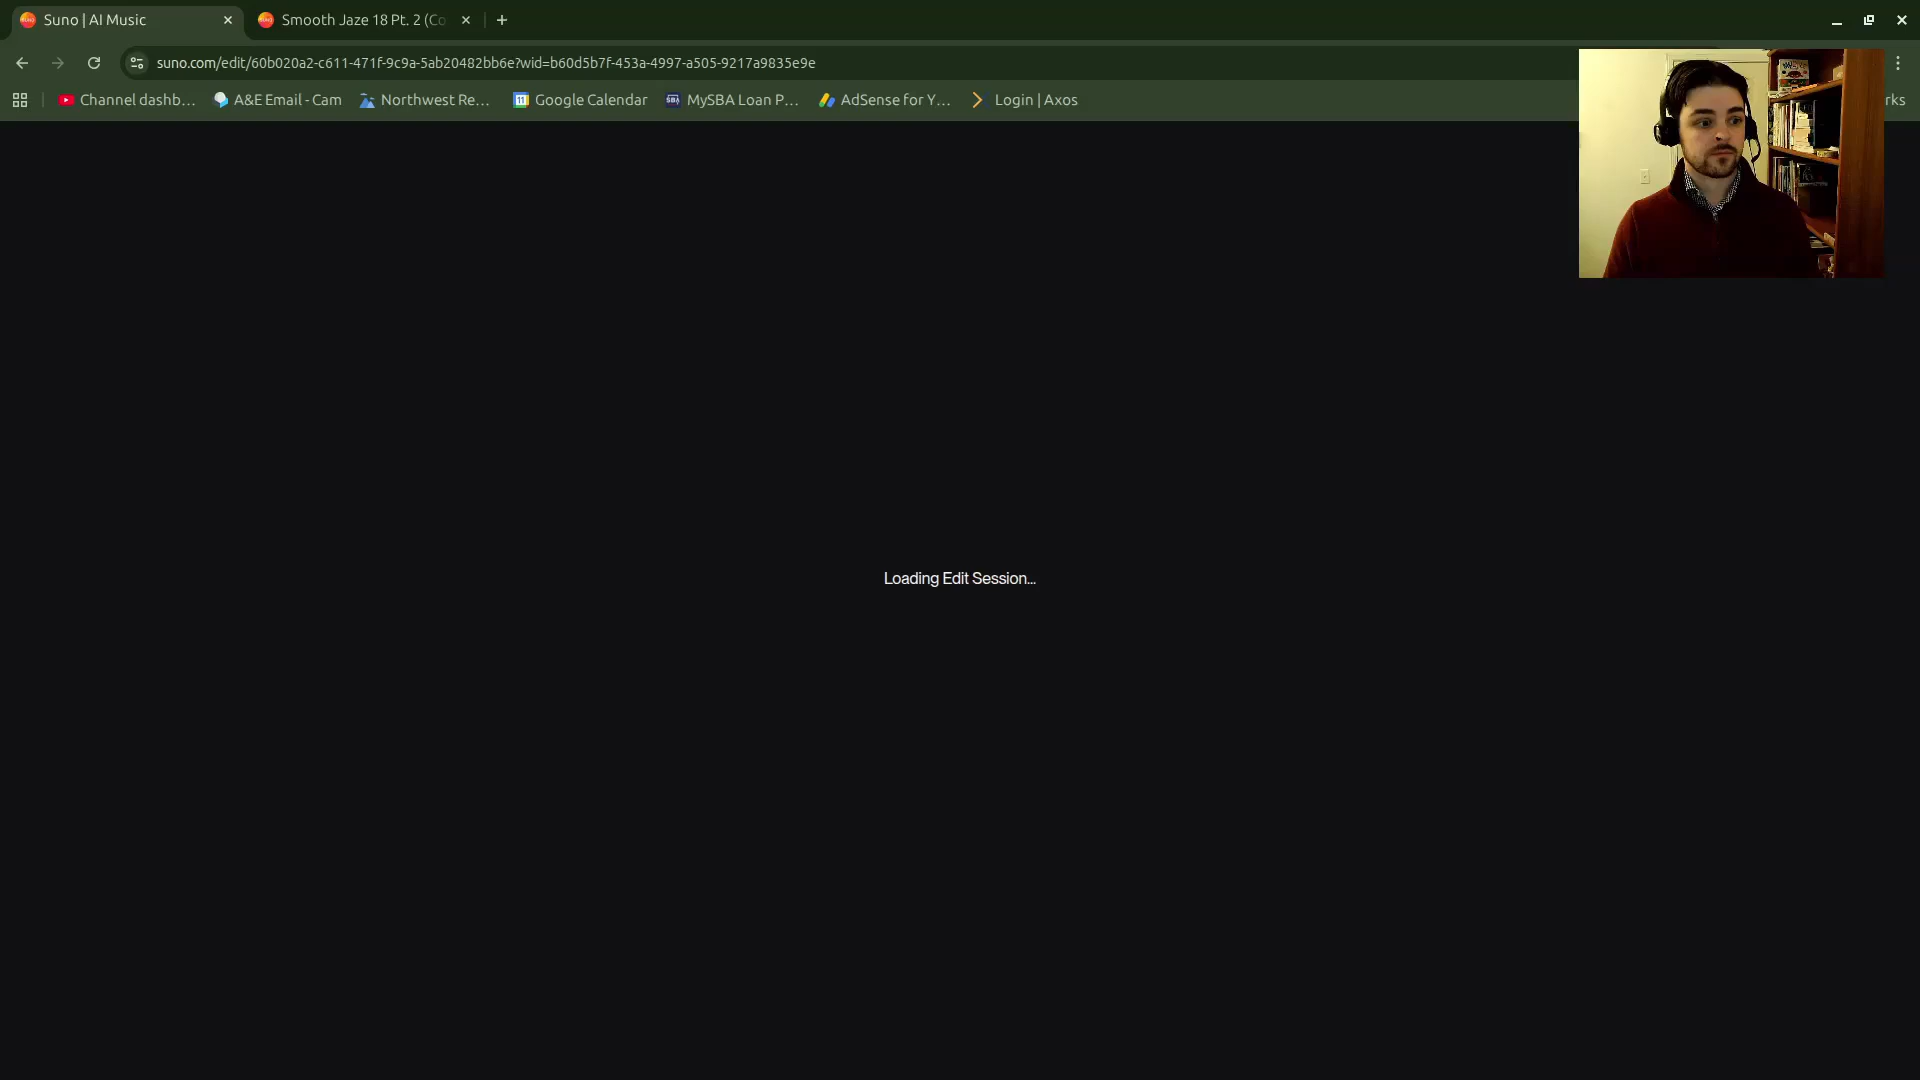 Suno | AI Music
Smooth Jaze 18 Pt. 2 (Co
suno.com/edit/60b020a2-c611-471f-9c9a-5ab20482bb6e?wid=b60d5b7f-453a-4997-a505-9217a9835e9e
Channel dashb… A&E Email - Cam Northwest Re… Google Calendar MySBA Loan P… AdSense for Y… Login | Axos rks
Loading Edit Session...